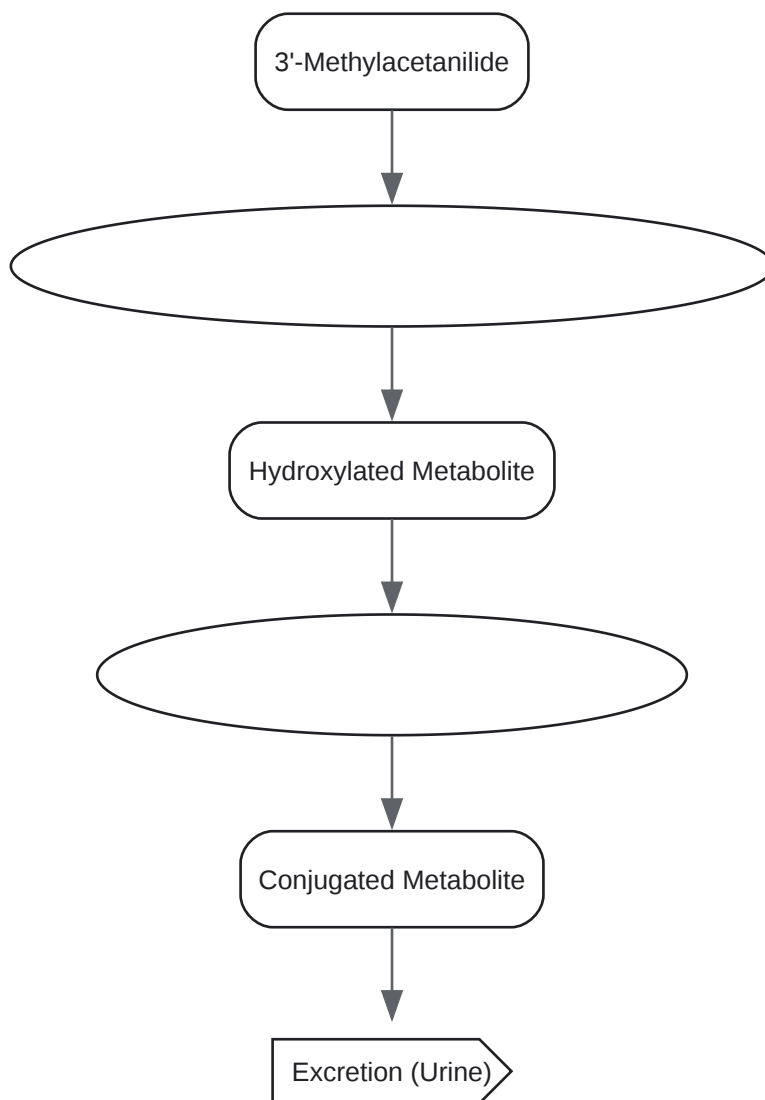 3'-Methylacetanilide
Hydroxylated Metabolite
Conjugated Metabolite
Excretion (Urine)